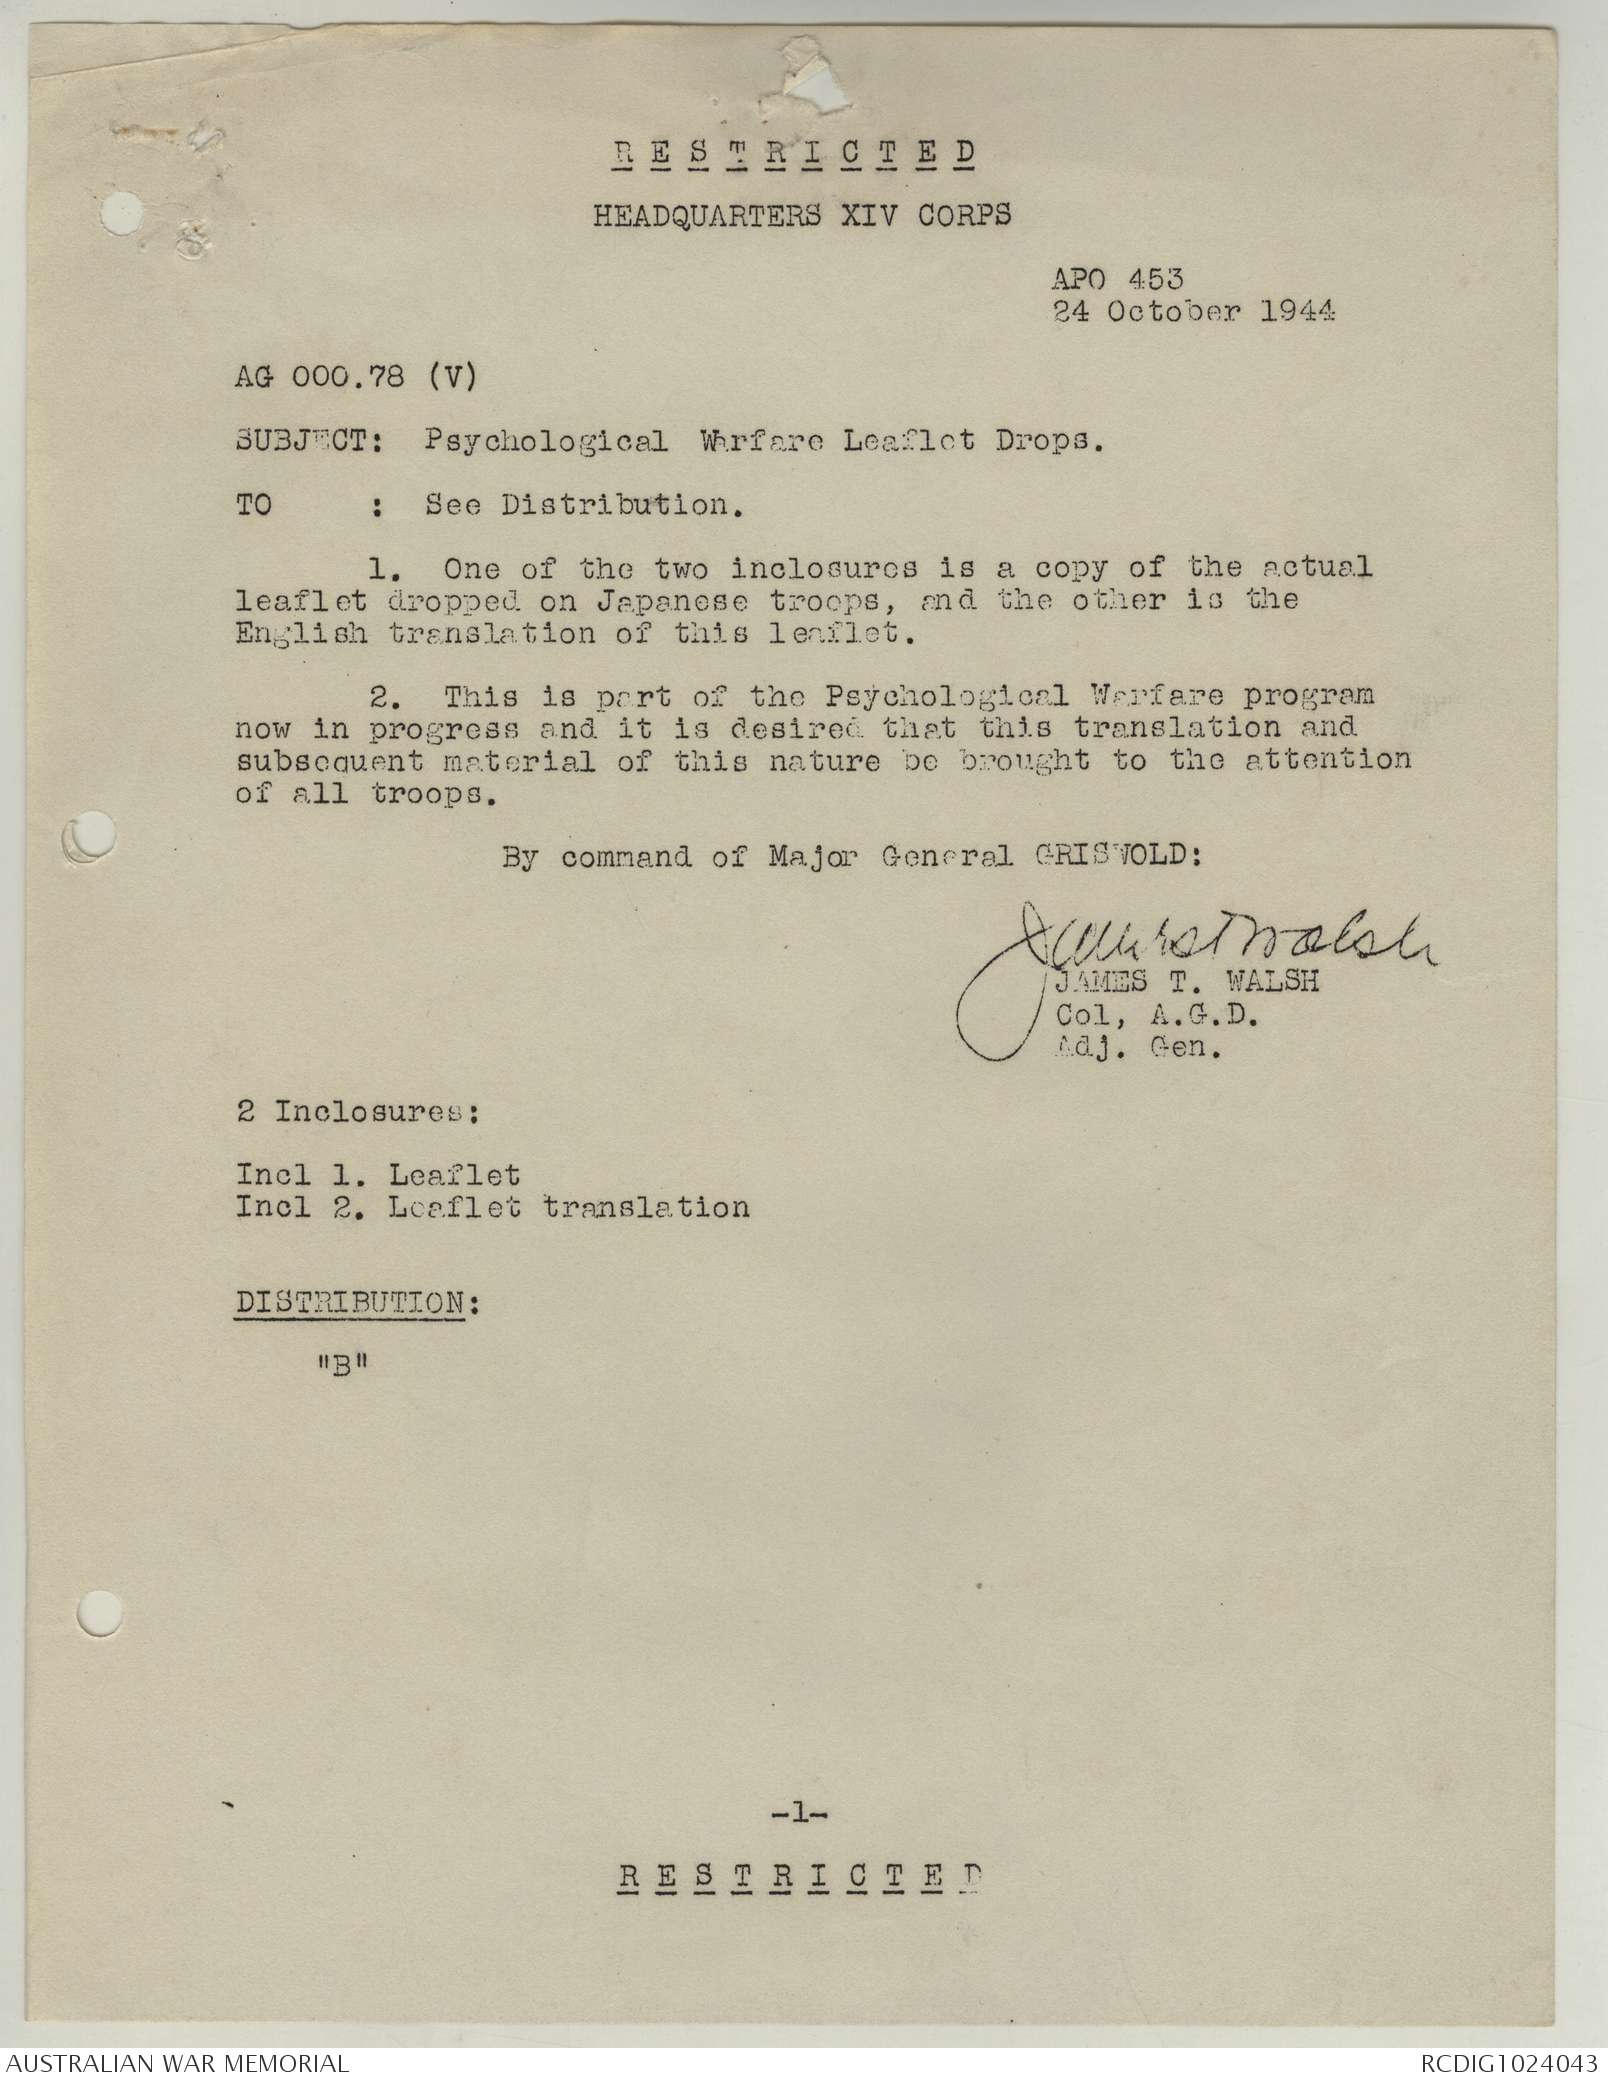 R E S T R I C T E D
HEADQUARTERS XIV CORPS
APO 453
24 October 1944
AG 000.78 (V)
SUBJECT: Psychological Warfare Leaflet Drops.
TO : See Distribution.
1. One of the two inclosures is a copy of the actual
leaflet dropped on Japanese troops, and the other is the
English translation of this leaflet.
2. This is part of the Psychological Warfare program
now in progress and it is desired that this translation and
subsequent material of this nature be brought to the attention
of all troops.
By command of Major General GRISWOLD:
James T Walsh
JAMES T. WALSH
Col, A.G.D.
Adj. Gen.
2 Inclosures:
Incl 1. Leaflet
Incl 2. Leaflet translation
DISTRIBUTION:
"B"
-1-
R E S T R I C T E D
AUSTRALIAN WAR MEMORIAL
RCDIG1024043